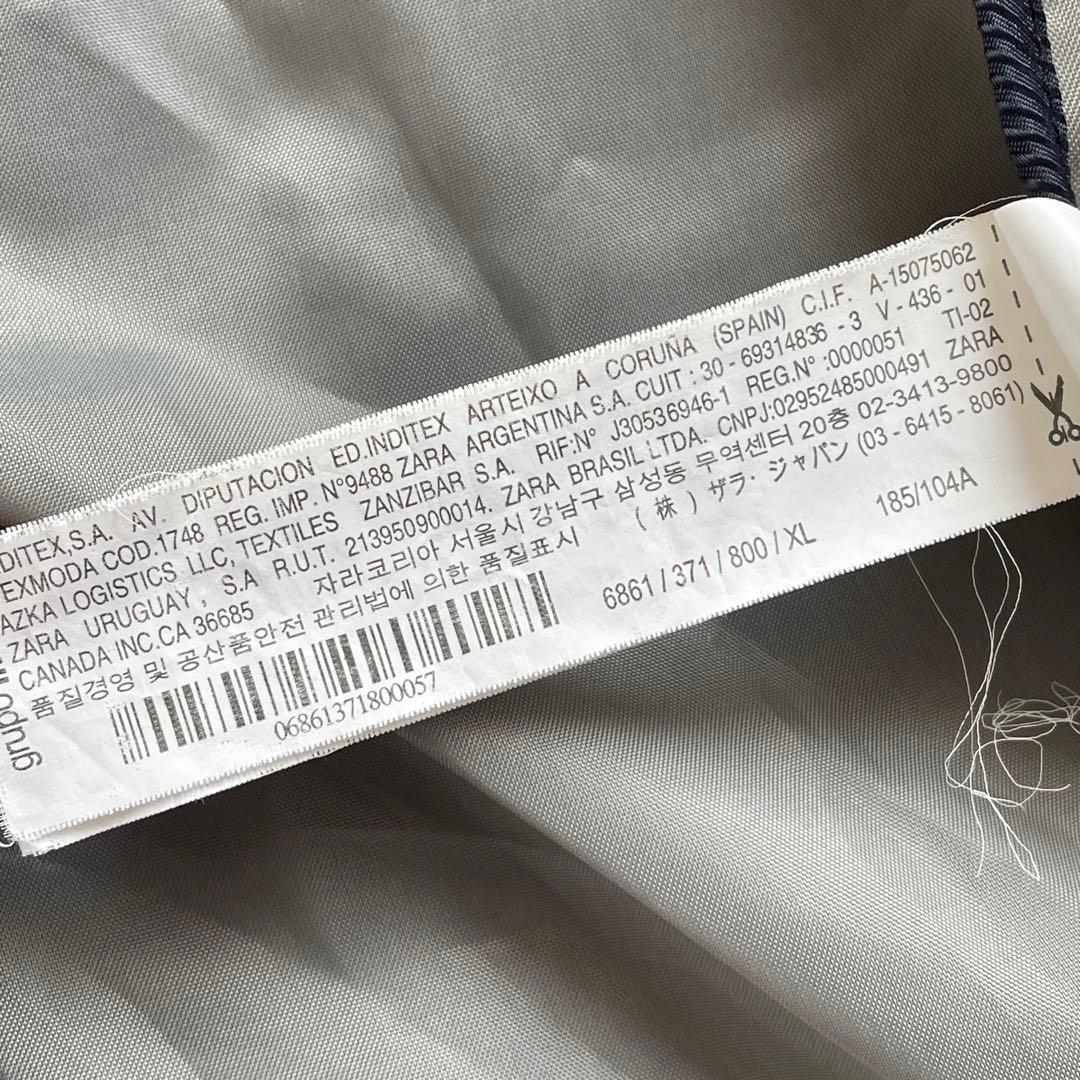 DITEX,S.A. AV. DIPUTACION ED.INDITEX ARTEIXO A CORUÑA (SPAIN) C.I.F. A-15075062
EXMODA COD.1748 REG. IMP. N°9488 ZARA ARGENTINA S.A. CUIT : 30 - 69314836 - 3 V - 436 - 01
AZKA LOGISTICS, LLC, TEXTILES ZANZIBAR S.A. RIF:N° J30536946-1 REG.N° :0000051 TI-02
ZARA URUGUAY, S.A R.U.T. 213950900014. ZARA BRASIL LTDA. CNPJ:02952485000491 ZARA
CANADA INC.CA 36685 자라코리아 서울시 강남구 삼성동 무역센터 20층 02-3413-9800
품질경영 및 공산품안전 관리법에 의한 품질표시 (株) ザラ・ジャパン (03 - 6415 - 8061)
06861371800057
6861 / 371 / 800 / XL
185/104A
grupo